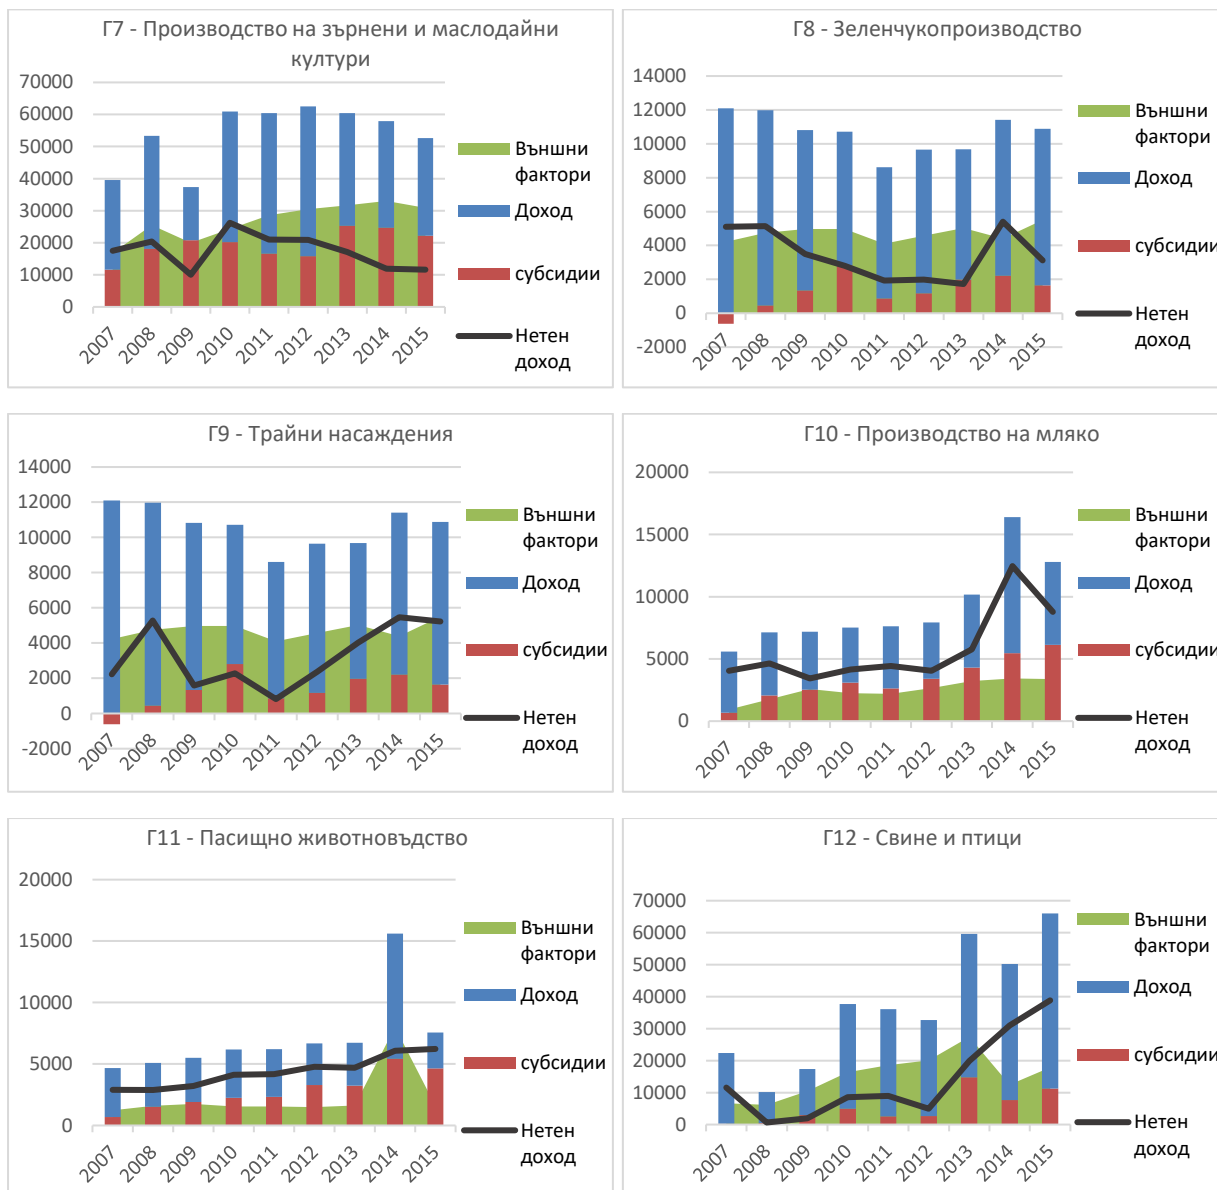 Г7 - Производство на зърнени и маслодайни
култури
70000
60000
50000
40000
30000
20000
10000
0
2007
2008
2009
2010
2011
2012
2013
2014
2015
Външни
фактори
Доход
субсидии
Нетен
доход
Г8 - Зеленчукопроизводство
14000
12000
10000
8000
6000
4000
2000
0
-2000
2007
2008
2009
2010
2011
2012
2013
2014
2015
Външни
фактори
Доход
субсидии
Нетен
доход
Г9 - Трайни насаждения
14000
12000
10000
8000
6000
4000
2000
0
-2000
2007
2008
2009
2010
2011
2012
2013
2014
2015
Външни
фактори
Доход
субсидии
Нетен
доход
Г10 - Производство на мляко
20000
15000
10000
5000
0
2007
2008
2009
2010
2011
2012
2013
2014
2015
Външни
фактори
Доход
субсидии
Нетен
доход
Г11 - Пасищно животновъдство
20000
15000
10000
5000
0
2007
2008
2009
2010
2011
2012
2013
2014
2015
Външни
фактори
Доход
субсидии
Нетен
доход
Г12 - Свине и птици
70000
60000
50000
40000
30000
20000
10000
0
2007
2008
2009
2010
2011
2012
2013
2014
2015
Външни
фактори
Доход
субсидии
Нетен
доход